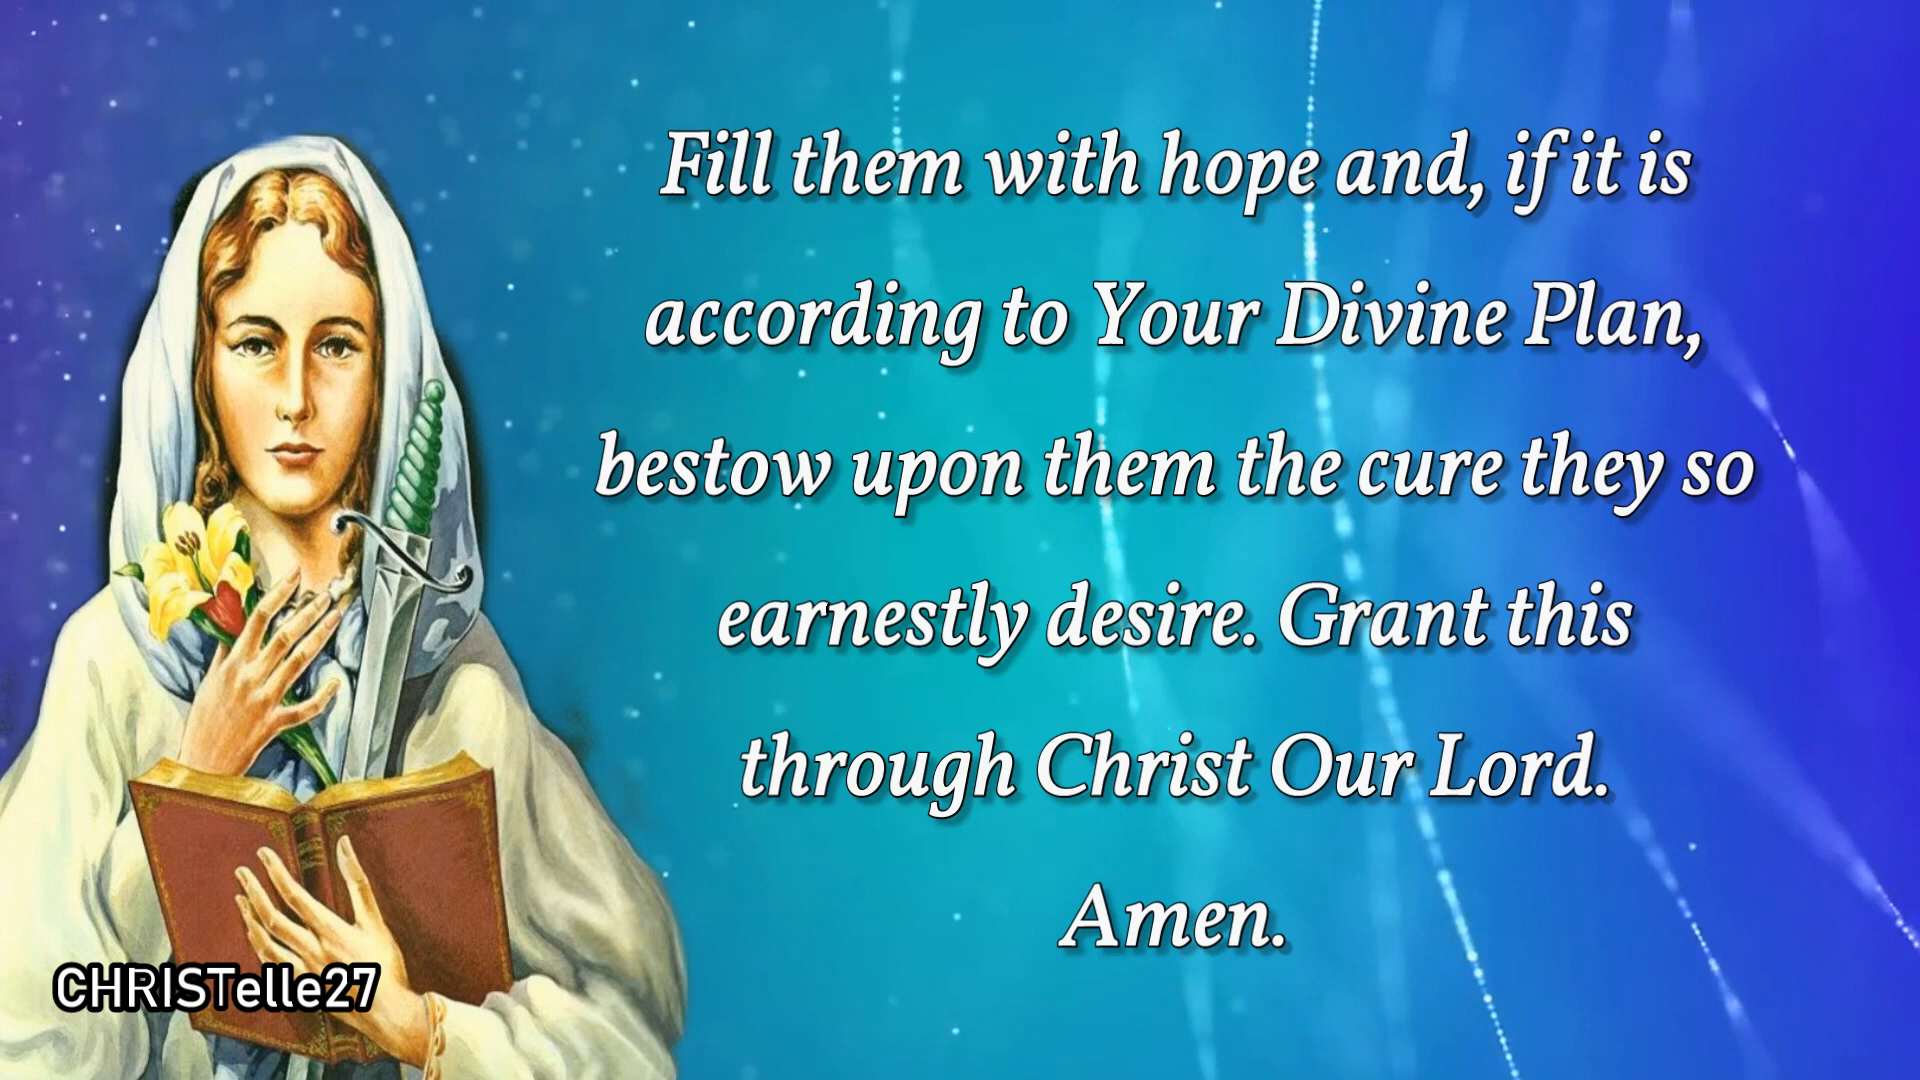 Fill them with hope and, if it is
according to Your Divine Plan,
bestow upon them the cure they so
earnestly desire. Grant this
through Christ Our Lord.
Amen.
CHRISTelle27